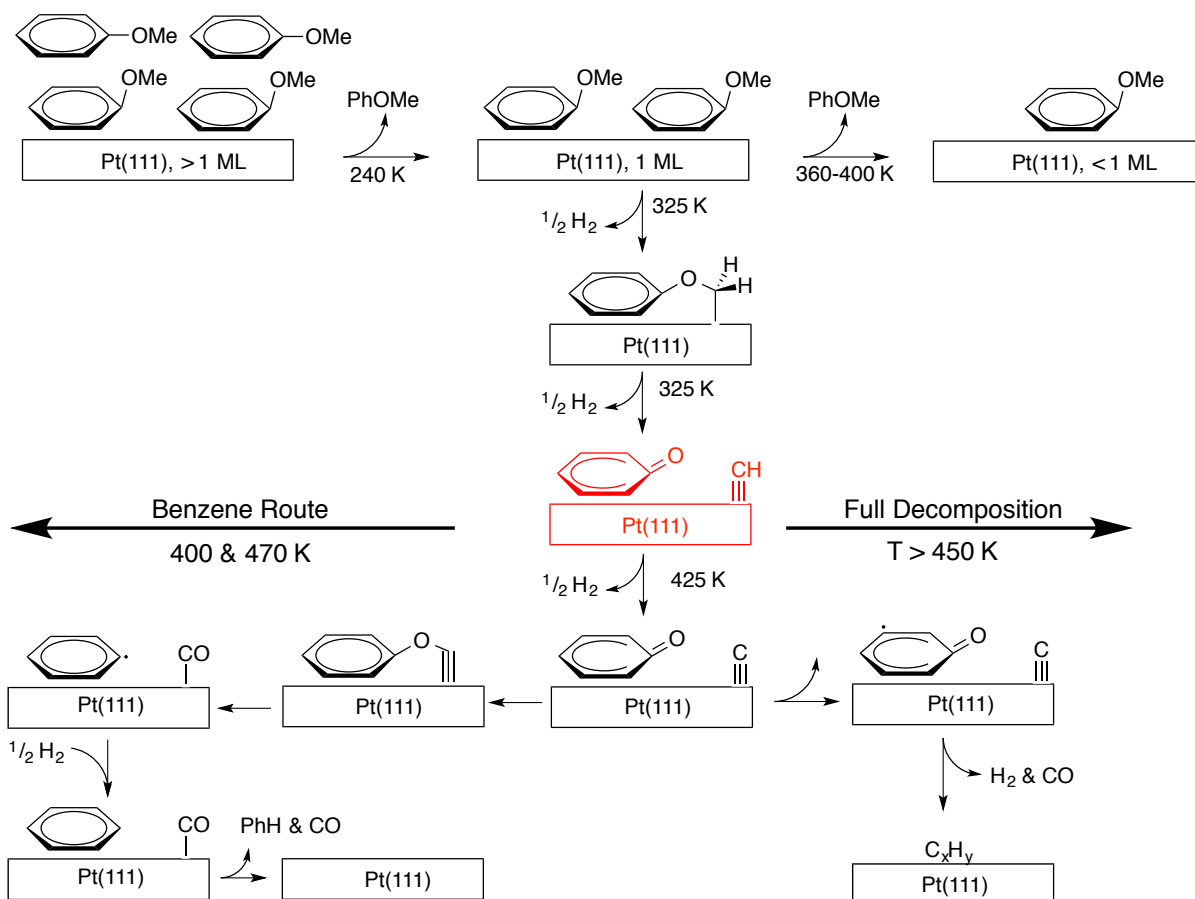 OMe
OMe
OMe
OMe
Pt(111), > 1 ML
PhOMe
240 K
OMe
OMe
Pt(111), 1 ML
PhOMe
360-400 K
OMe
Pt(111), < 1 ML
1/2 H2
325 K
O
H
H
Pt(111)
1/2 H2
325 K
O
CH
Pt(111)
Benzene Route
400 & 470 K
Full Decomposition
T > 450 K
1/2 H2
425 K
CO
Pt(111)
O
Pt(111)
O
C
Pt(111)
O
C
Pt(111)
1/2 H2
H2 & CO
CO
Pt(111)
PhH & CO
Pt(111)
CxHy
Pt(111)